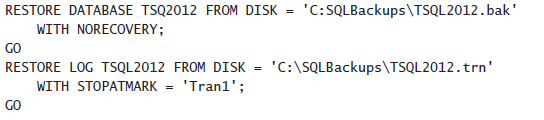 RESTORE DATABASE TSQ2012 FROM DISK = 'C:SQLBackups\TSQL2012.bak'
    WITH NORECOVERY;
GO
RESTORE LOG TSQL2012 FROM DISK = 'C:\SQLBackups\TSQL2012.trn'
    WITH STOPATMARK = 'Tran1';
GO